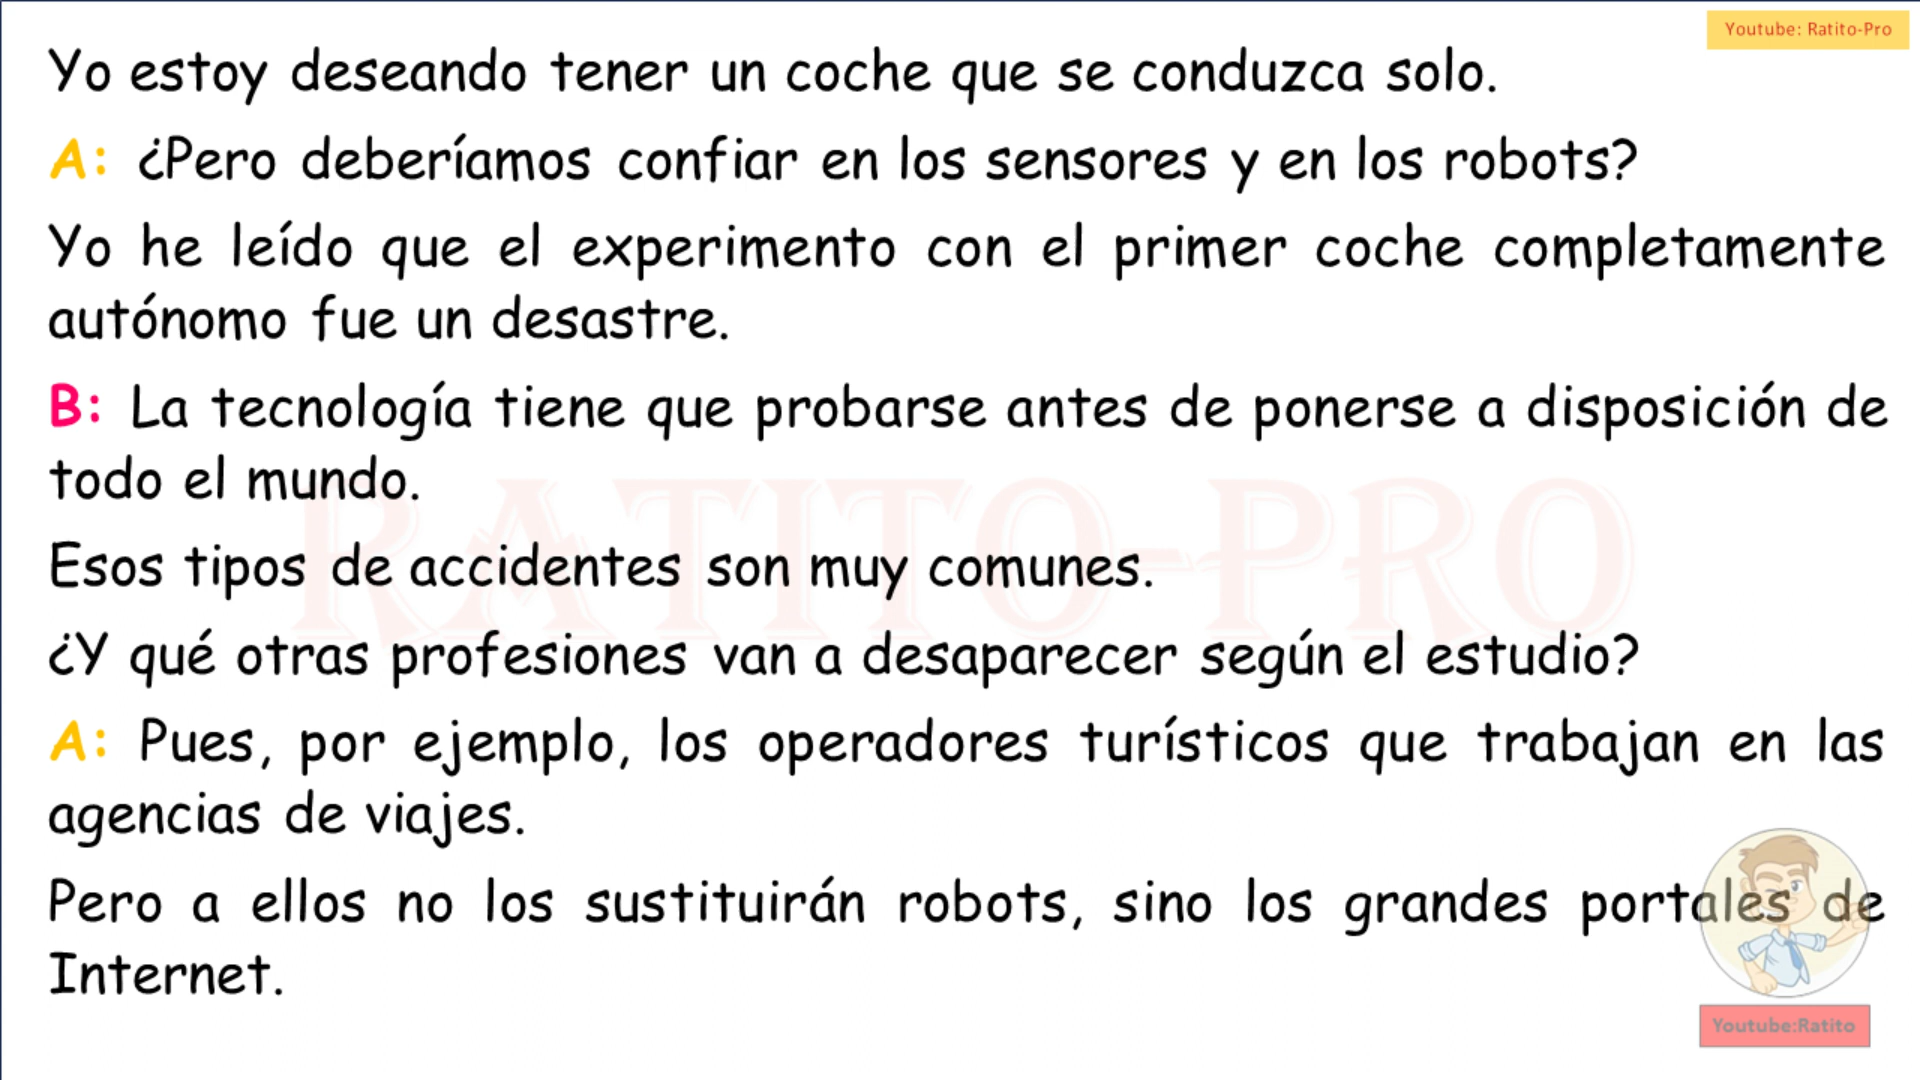 Youtube: Ratito-Pro
Yo estoy deseando tener un coche que se conduzca solo.
A: ¿Pero deberíamos confiar en los sensores y en los robots?
Yo he leído que el experimento con el primer coche completamente
autónomo fue un desastre.
B: La tecnología tiene que probarse antes de ponerse a disposición de
todo el mundo.
RATITO-PRO
Esos tipos de accidentes son muy comunes.
¿Y qué otras profesiones van a desaparecer según el estudio?
A: Pues, por ejemplo, los operadores turísticos que trabajan en las
agencias de viajes.
Pero a ellos no los sustituirán robots, sino los grandes portales de
Internet.
Youtube:Ratito